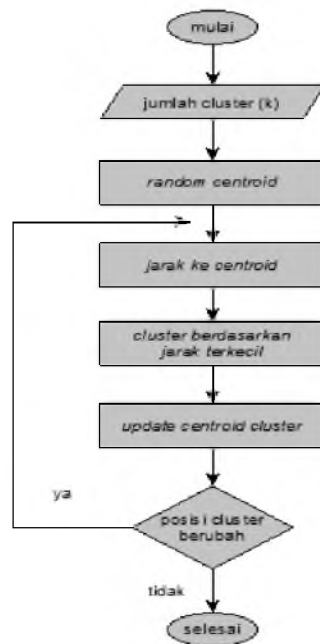 mulai
jumlah cluster (k)
random centroid
jarak ke centroid
cluster berdasarkan
jarak terkecil
update centroid cluster
ya
posisi cluster
berubah
tidak
selesai